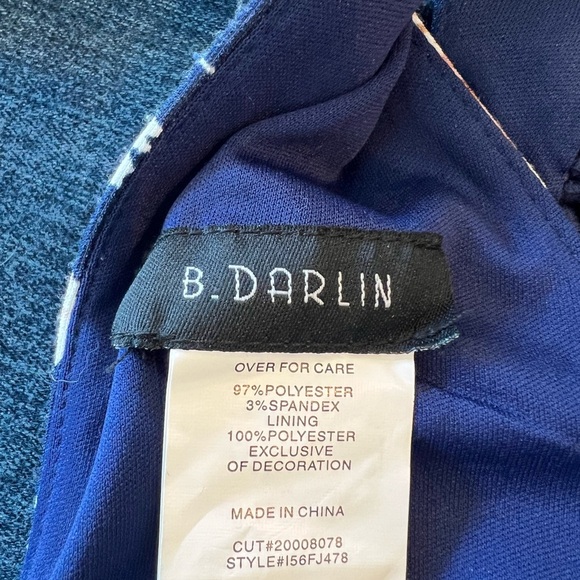 B. DARLIN
OVER FOR CARE
97%POLYESTER
3%SPANDEX
LINING
100%POLYESTER
EXCLUSIVE
OF DECORATION
MADE IN CHINA
CUT#20008078
STYLE#I56FJ478